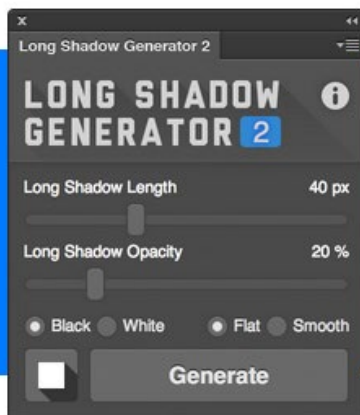 Long Shadow Generator 2
LONG SHADOW
GENERATOR 2
Long Shadow Length 40 px
Long Shadow Opacity 20 %
Black White Flat Smooth
Generate